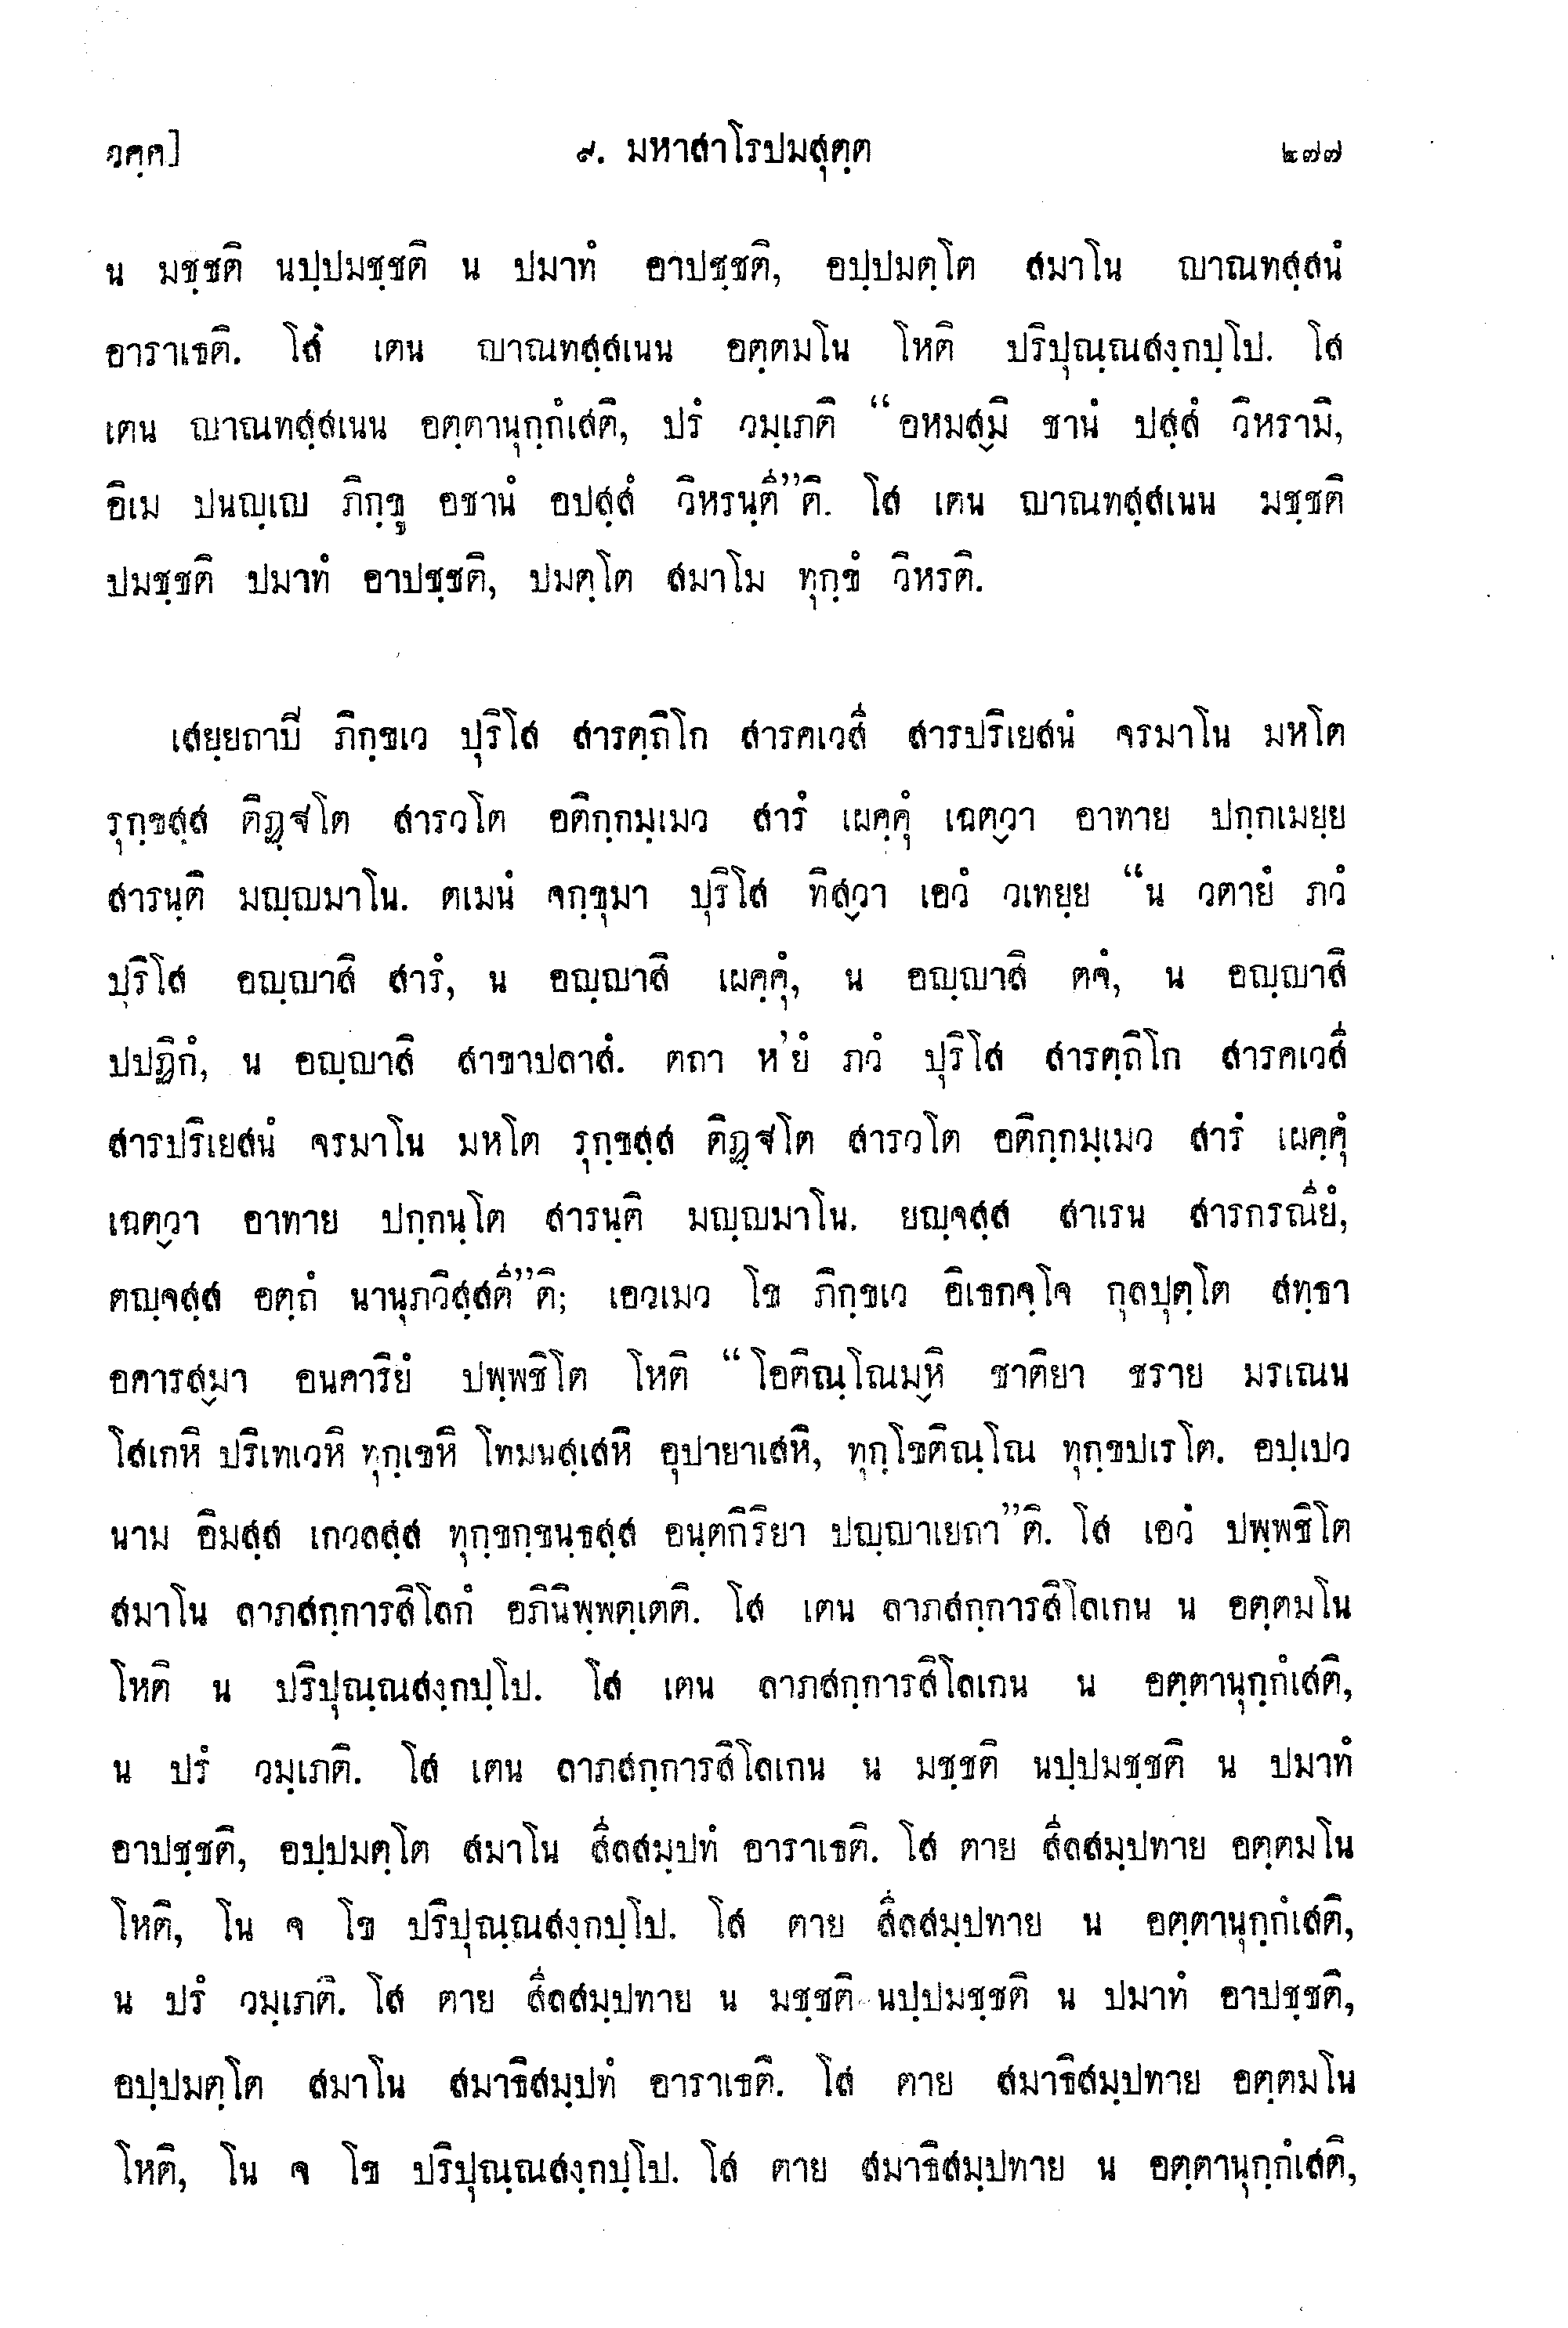 วคฺค]
๙. มหาสาโรปมสุตฺต
๒๗๗
น มชฺชติ นปฺปมชฺชติ น ปมาทํ อาปชฺชติ, อปฺปมตฺโต สมาโน ญาณทสฺสนํ
อาราเธติ. โส เตน ญาณทสฺสเนน อตฺตมโน โหติ ปริปุณฺณสงฺกปฺโป. โส
เตน ญาณทสฺสเนน อตฺตานุกฺกํเสติ, ปรํ วมฺเภติ “อหมสฺมิ ชานํ ปสฺสํ วิหรามิ,
อิเม ปนญฺเญ ภิกฺขู อชานํ อปสฺสํ วิหรนฺตี”ติ. โส เตน ญาณทสฺสเนน มชฺชติ
ปมชฺชติ ปมาทํ อาปชฺชติ, ปมตฺโต สมาโม ทุกฺขํ วิหรติ.
เสยฺยถาบี ภิกฺขเว ปุริโส สารตฺถิโก สารคเวสี สารปริเยสนํ จรมาโน มหโต
รุกฺขสฺส ติฏฺฐโต สารวโต อติกฺกมฺเมว สารํ เผคฺคุํ เฉตฺวา อาทาย ปกฺกเมยฺย
สารนฺติ มญฺญมาโน. ตเมนํ จกฺขุมา ปุริโส ทิสฺวา เอวํ วเทยฺย “น วตายํ ภวํ
ปุริโส อญฺญาสิ สารํ, น อญฺญาสิ เผคฺคุํ, น อญฺญาสิ ตจํ, น อญฺญาสิ
ปปฏิกํ, น อญฺญาสิ สาขาปลาสํ. ตถา ห’ยํ ภวํ ปุริโส สารตฺถิโก สารคเวสี
สารปริเยสนํ จรมาโน มหโต รุกฺขสฺส ติฏฺฐโต สารวโต อติกฺกมฺเมว สารํ เผคฺคุํ
เฉตฺวา อาทาย ปกฺกนฺโต สารนฺติ มญฺญมาโน. ยญฺจสฺส สาเรน สารกรณียํ,
ตญฺจสฺส อตฺถํ นานุภวิสฺสตี”ติ; เอวเมว โข ภิกฺขเว อิเธกจฺโจ กุลปุตฺโต สทฺธา
อคารสฺมา อนคาริยํ ปพฺพชิโต โหติ “โอติณฺโณมฺหิ ชาติยา ชราย มรเณน
โสเกหิ ปริเทเวหิ ทุกฺเขหิ โทมนสฺเสหิ อุปายาเสหิ, ทุกฺโขติณฺโณ ทุกฺขปเรโต. อปฺเปว
นาม อิมสฺส เกวลสฺส ทุกฺขกฺขนฺธสฺส อนฺตกิริยา ปญฺญาเยถา”ติ. โส เอวํ ปพฺพชิโต
สมาโน ลาภสกฺการสิโลกํ อภินิพฺพตฺเตติ. โส เตน ลาภสกฺการสิโลเกน น อตฺตมโน
โหติ น ปริปุณฺณสงฺกปฺโป. โส เตน ลาภสกฺการสิโลเกน น อตฺตานุกฺกํเสติ,
น ปรํ วมฺเภติ. โส เตน ลาภสกฺการสิโลเกน น มชฺชติ นปฺปมชฺชติ น ปมาทํ
อาปชฺชติ, อปฺปมตฺโต สมาโน สีลสมฺปทํ อาราเธติ. โส ตาย สีลสมฺปทาย อตฺตมโน
โหติ, โน จ โข ปริปุณฺณสงฺกปฺโป. โส ตาย สีลสมฺปทาย น อตฺตานุกฺกํเสติ,
น ปรํ วมฺเภติ. โส ตาย สีลสมฺปทาย น มชฺชติ นปฺปมชฺชติ น ปมาทํ อาปชฺชติ,
อปฺปมตฺโต สมาโน สมาธิสมฺปทํ อาราเธติ. โส ตาย สมาธิสมฺปทาย อตฺตมโน
โหติ, โน จ โข ปริปุณฺณสงฺกปฺโป. โส ตาย สมาธิสมฺปทาย น อตฺตานุกฺกํเสติ,